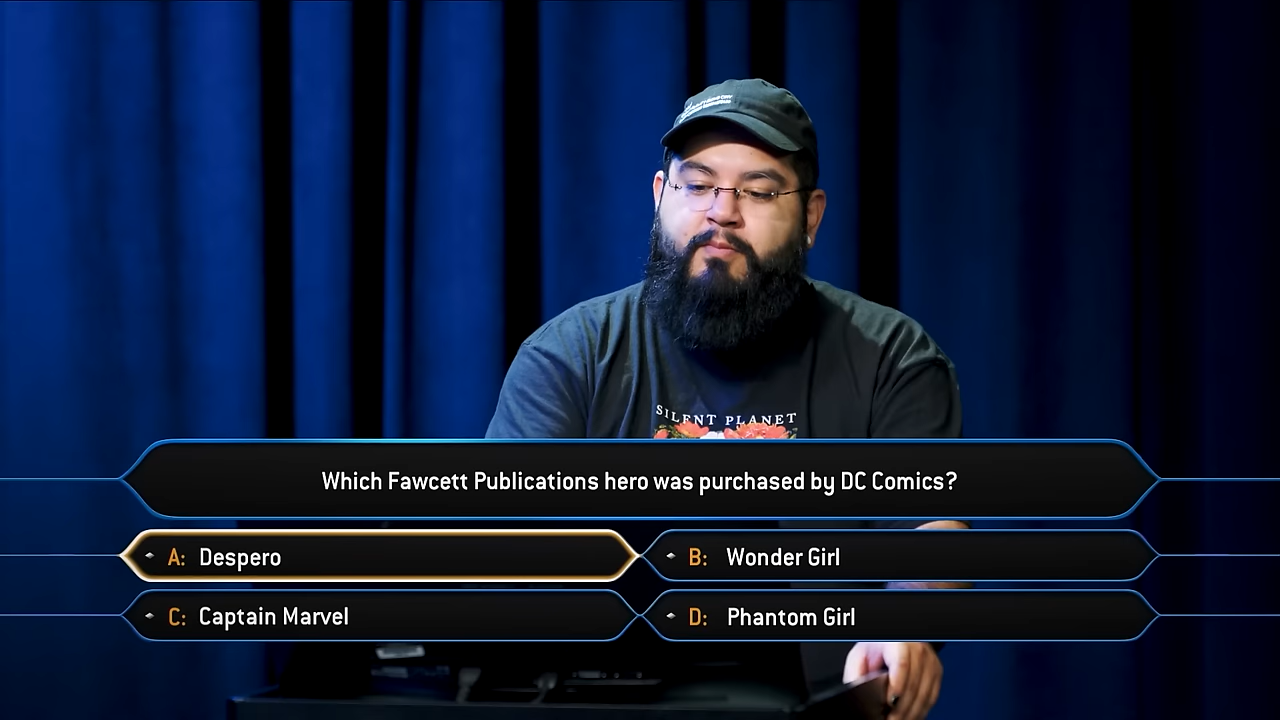 SILENT PLANET
Which Fawcett Publications hero was purchased by DC Comics?
A: Despero
B: Wonder Girl
C: Captain Marvel
D: Phantom Girl